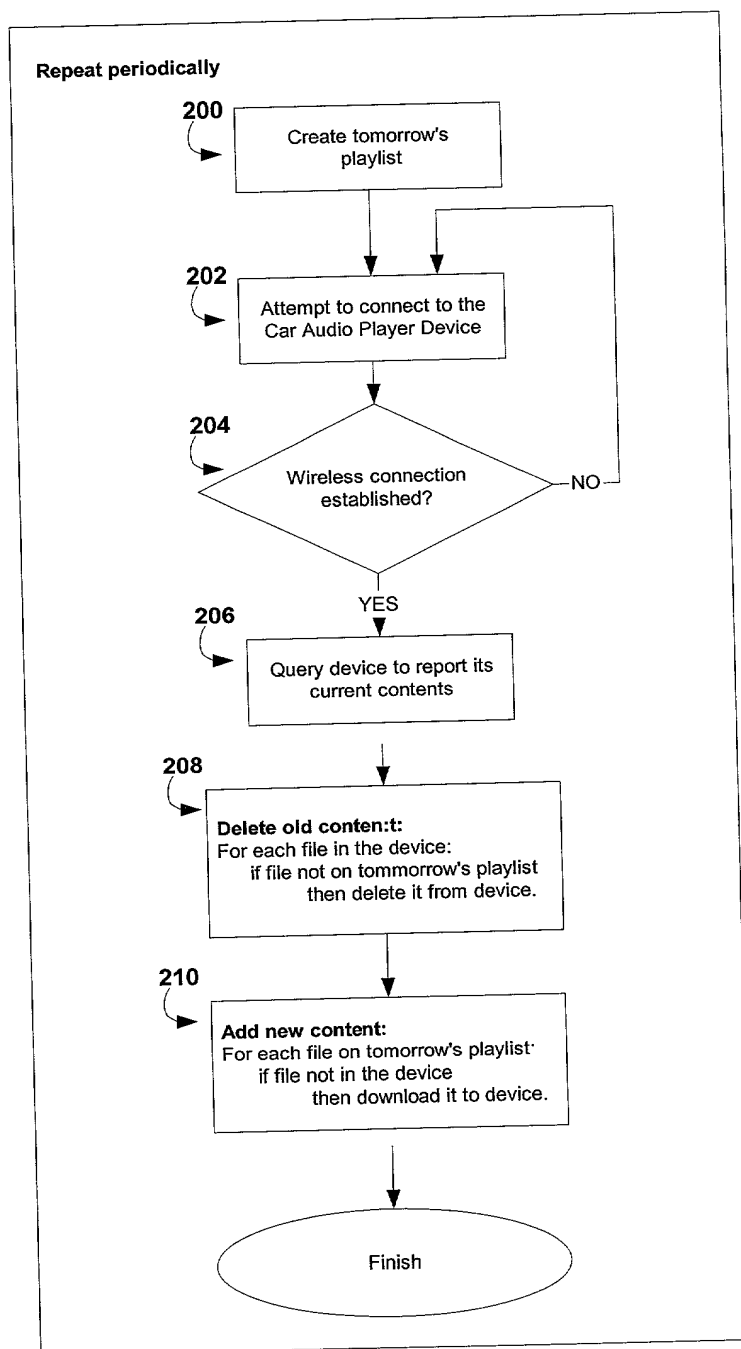 Repeat periodically
200
Create tomorrow's
playlist
202
Attempt to connect to the
Car Audio Player Device
204
Wireless connection
established?
NO
YES
206
Query device to report its
current contents
208
Delete old conten:t:
For each file in the device:
if file not on tommorrow's playlist
then delete it from device.
210
Add new content:
For each file on tomorrow's playlist:
if file not in the device
then download it to device.
Finish